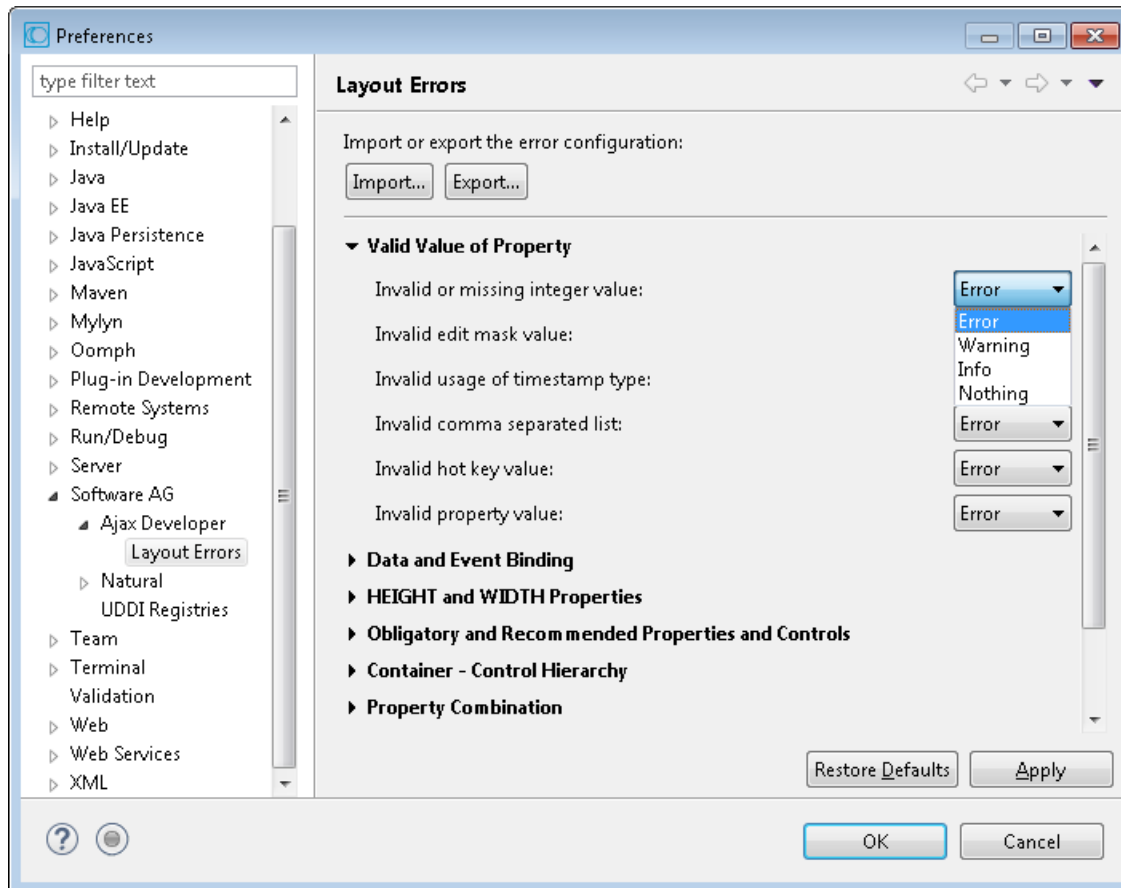 Preferences
type filter text
Help
Install/Update
Java
Java EE
Java Persistence
JavaScript
Maven
Mylyn
Oomph
Plug-in Development
Remote Systems
Run/Debug
Server
Software AG
Ajax Developer
Layout Errors
Natural
UDDI Registries
Team
Terminal
Validation
Web
Web Services
XML
Layout Errors
Import or export the error configuration:
Import... Export...
Valid Value of Property
Invalid or missing integer value: Error
Error
Invalid edit mask value: Warning
Info
Invalid usage of timestamp type: Nothing
Invalid comma separated list: Error
Invalid hot key value: Error
Invalid property value: Error
Data and Event Binding
HEIGHT and WIDTH Properties
Obligatory and Recommended Properties and Controls
Container - Control Hierarchy
Property Combination
Restore Defaults Apply
? OK Cancel